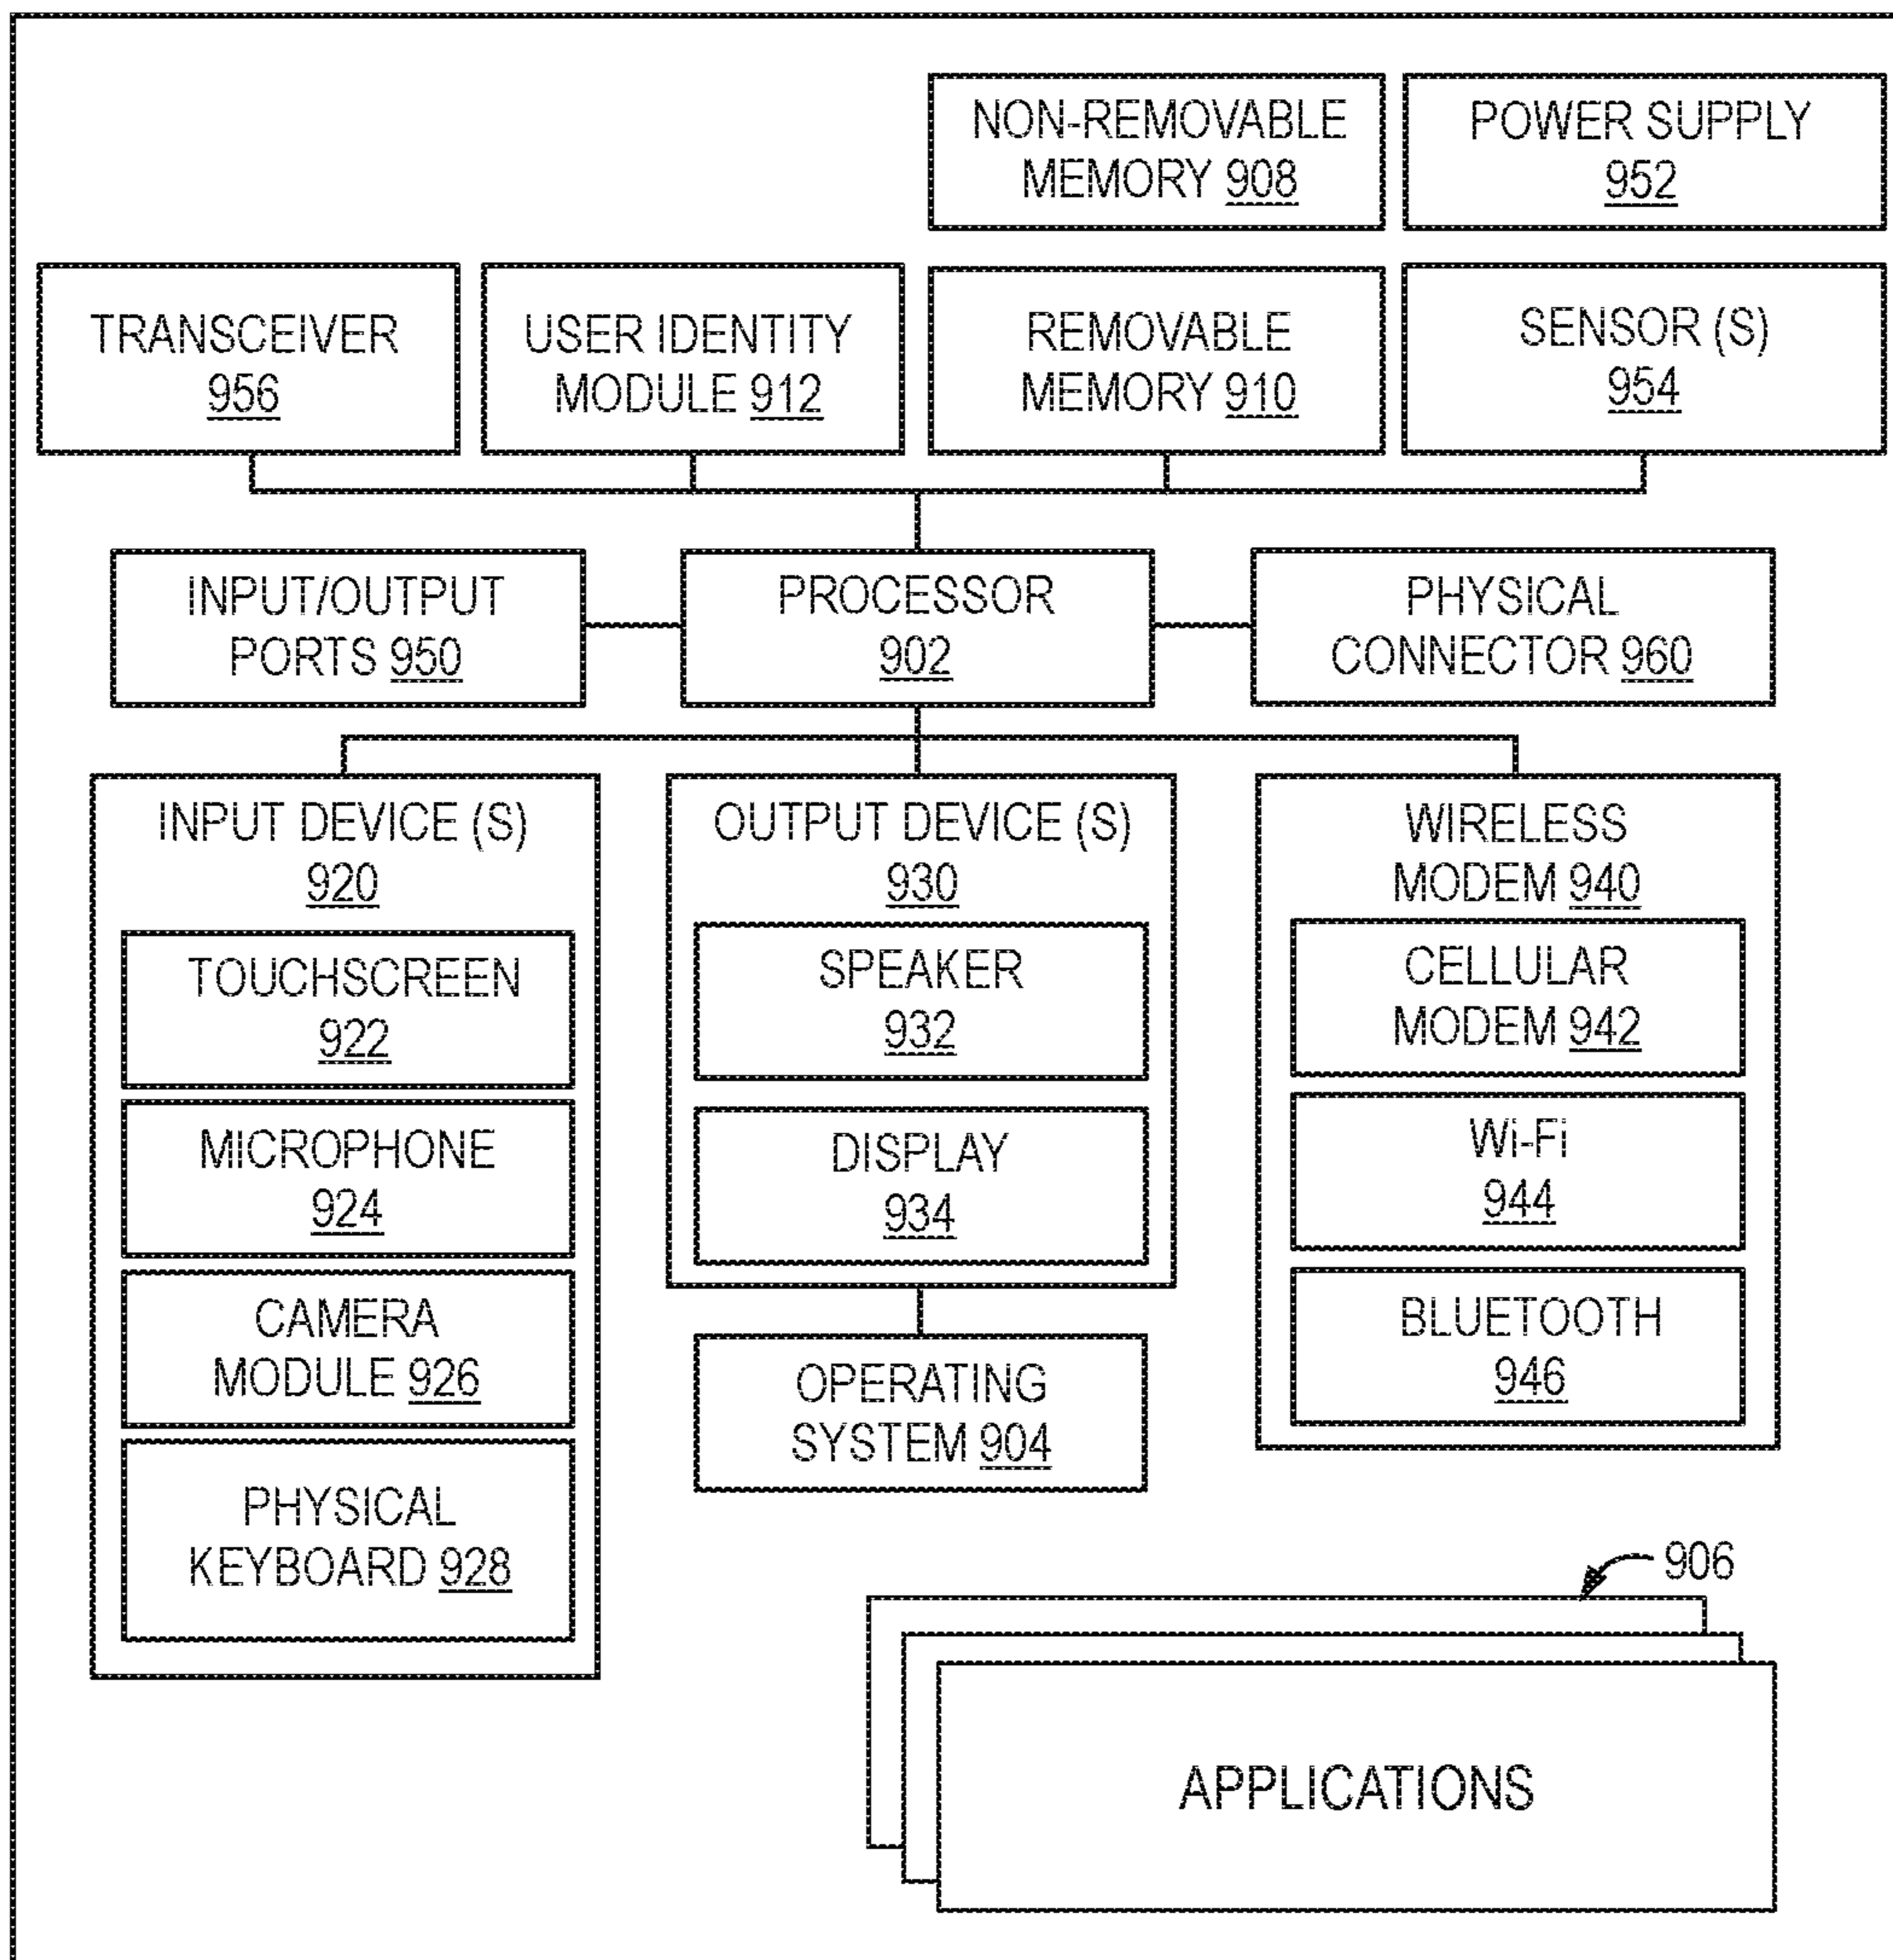 NON-REMOVABLE
MEMORY 908
POWER SUPPLY
952
TRANSCEIVER
956
USER IDENTITY
MODULE 912
REMOVABLE
MEMORY 910
SENSOR (S)
954
INPUT/OUTPUT
PORTS 950
PROCESSOR
902
PHYSICAL
CONNECTOR 960
INPUT DEVICE (S)
920
TOUCHSCREEN
922
MICROPHONE
924
CAMERA
MODULE 926
PHYSICAL
KEYBOARD 928
OUTPUT DEVICE (S)
930
SPEAKER
932
DISPLAY
934
OPERATING
SYSTEM 904
WIRELESS
MODEM 940
CELLULAR
MODEM 942
Wi-Fi
944
BLUETOOTH
946
906
APPLICATIONS